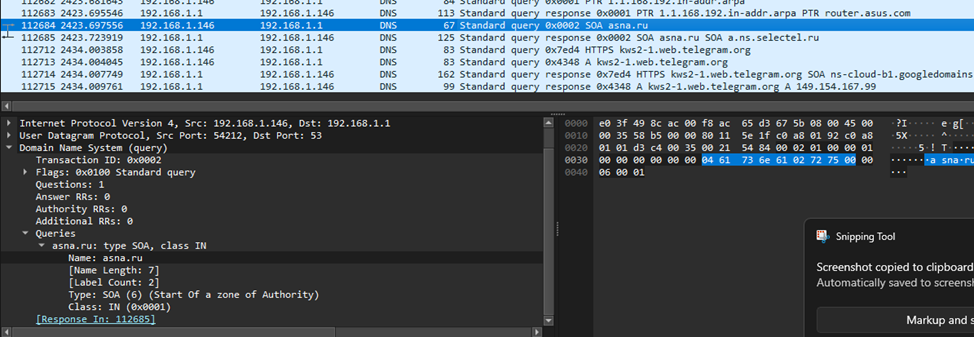 112682 2423.681643 192.168.1.146 192.168.1.1 DNS 84 Standard query 0x0001 PTR 1.1.168.192.in-addr.arpa
112683 2423.695546 192.168.1.1 192.168.1.146 DNS 113 Standard query response 0x0001 PTR 1.1.168.192.in-addr.arpa PTR router.asus.com
112684 2423.697556 192.168.1.146 192.168.1.1 DNS 67 Standard query 0x0002 SOA asna.ru
112685 2423.723919 192.168.1.1 192.168.1.146 DNS 125 Standard query response 0x0002 SOA asna.ru SOA a.ns.selectel.ru
112712 2434.003858 192.168.1.146 192.168.1.1 DNS 83 Standard query 0x7ed4 HTTPS kws2-1.web.telegram.org
112713 2434.004045 192.168.1.146 192.168.1.1 DNS 83 Standard query 0x4348 A kws2-1.web.telegram.org
112714 2434.007749 192.168.1.1 192.168.1.146 DNS 162 Standard query response 0x7ed4 HTTPS kws2-1.web.telegram.org SOA ns-cloud-b1.googledomains
112715 2434.009761 192.168.1.1 192.168.1.146 DNS 99 Standard query response 0x4348 A kws2-1.web.telegram.org A 149.154.167.99
Internet Protocol Version 4, Src: 192.168.1.146, Dst: 192.168.1.1
User Datagram Protocol, Src Port: 54212, Dst Port: 53
Domain Name System (query)
Transaction ID: 0x0002
Flags: 0x0100 Standard query
Questions: 1
Answer RRs: 0
Authority RRs: 0
Additional RRs: 0
Queries
asna.ru: type SOA, class IN
Name: asna.ru
[Name Length: 7]
[Label Count: 2]
Type: SOA (6) (Start Of a zone of Authority)
Class: IN (0x0001)
[Response In: 112685]
0000 e0 3f 49 8c ac 00 f8 ac 65 d3 67 5b 08 00 45 00 ·?I····· e·g[··
0010 00 35 58 b5 00 00 80 11 5e 1f c0 a8 01 92 c0 a8 ·5X····· ^·····
0020 01 01 d3 c4 00 35 00 21 54 84 00 02 01 00 00 01 ·····5·! T·····
0030 00 00 00 00 00 00 04 61 73 6e 61 02 72 75 00 00 ·······a sna·ru
0040 06 00 01 ···
Snipping Tool
Screenshot copied to clipboard
Automatically saved to screensh
Markup and s